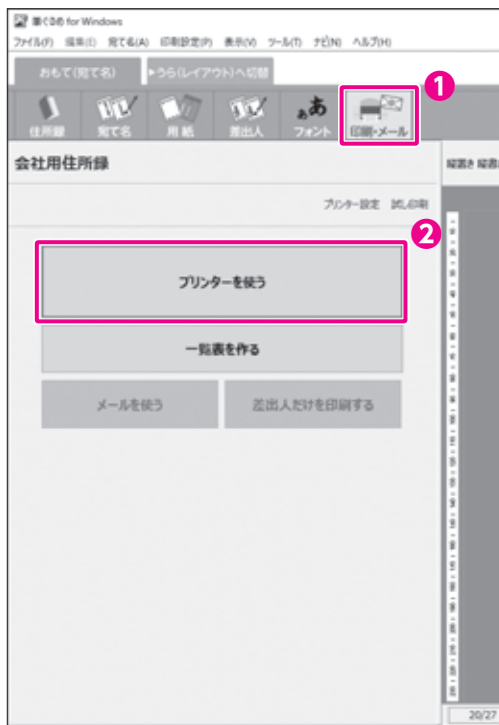 筆ぐるめ for Windows
ファイル(F) 編集(E) 宛て名(A) 印刷設定(P) 表示(V) ツール(T) ナビ(N) ヘルプ(H)
おもて(宛て名) ▶うら(レイアウト)へ切替
1
住所録 宛て名 用紙 差出人 フォント 印刷・メール
会社用住所録
縦書き
プリンター設定 試し印刷
2
プリンターを使う
一覧表を作る
メールを使う 差出人だけを印刷する
20/27